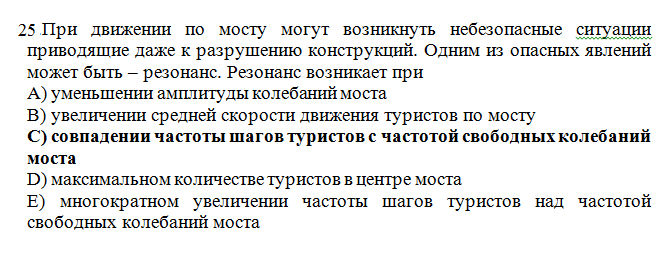 25 При движении по мосту могут возникнуть небезопасные ситуации
приводящие даже к разрушению конструкций. Одним из опасных явлений
может быть – резонанс. Резонанс возникает при
A) уменьшении амплитуды колебаний моста
B) увеличении средней скорости движения туристов по мосту
C) совпадении частоты шагов туристов с частотой свободных колебаний
моста
D) максимальном количестве туристов в центре моста
E) многократном увеличении частоты шагов туристов над частотой
свободных колебаний моста